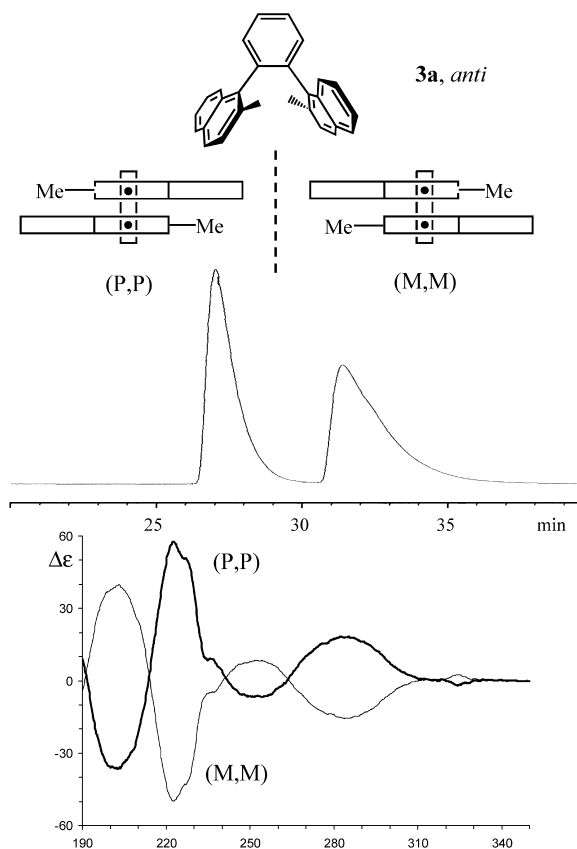 3a, anti
Me
Me
Me
Me
(P,P)
(M,M)
25
30
35
min
60
Δε
(P,P)
30
0
-30
(M,M)
-60
190
220
250
280
310
340